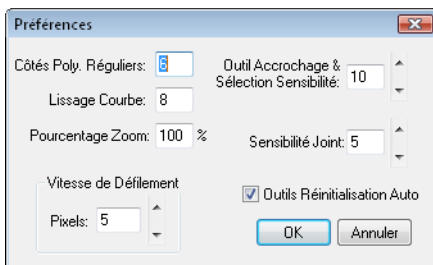 Préférences
Côtés Poly. Réguliers: 6
Lissage Courbe: 8
Pourcentage Zoom: 100 %
Outil Accrochage &
Sélection Sensibilité: 10
Sensibilité Joint: 5
Vitesse de Défilement
Pixels: 5
Outils Réinitialisation Auto
OK
Annuler